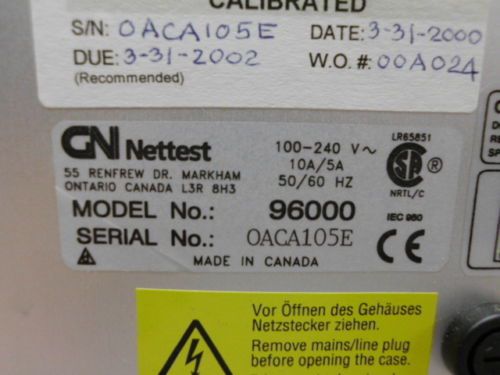 CALIBRATED
S/N: OACA105E DATE: 3-31-2000
DUE: 3-31-2002 W.O. #: 00A024
(Recommended)
GN Nettest
100-240 V~
10A/5A
50/60 HZ
LR65851
SA ®
NRTL/C
55 RENFREW DR. MARKHAM
ONTARIO CANADA L3R 8H3
MODEL No.: 96000
IEC 950
SERIAL No.: OACA105E CE
MADE IN CANADA
Vor Öffnen des Gehäuses
Netzstecker ziehen.
Remove mains/line plug
before opening the case.